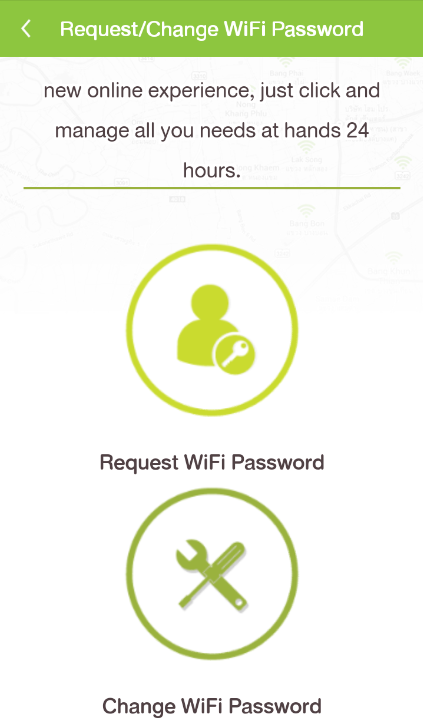 Request/Change WiFi Password
new online experience, just click and
manage all you needs at hands 24
hours.
Request WiFi Password
Change WiFi Password